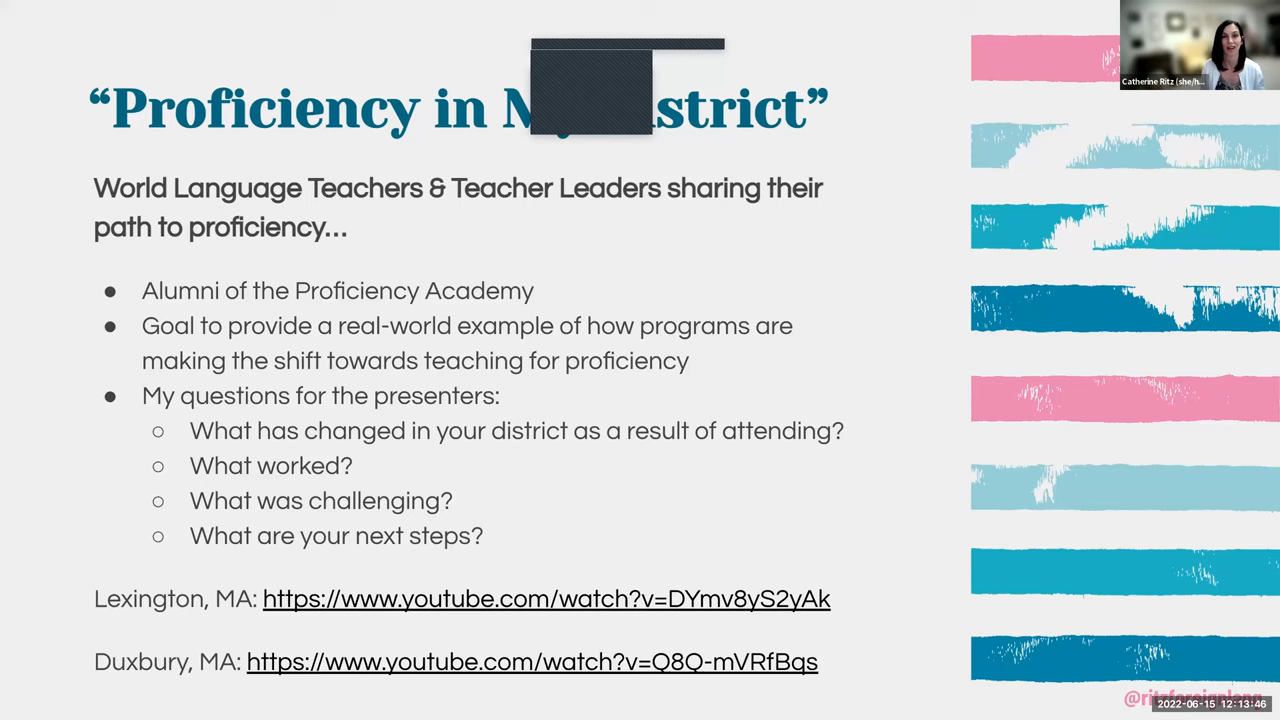 “Proficiency in strict”
World Language Teachers & Teacher Leaders sharing their
path to proficiency…
● Alumni of the Proficiency Academy
● Goal to provide a real-world example of how programs are
making the shift towards teaching for proficiency
● My questions for the presenters:
○ What has changed in your district as a result of attending?
○ What worked?
○ What was challenging?
○ What are your next steps?
Lexington, MA: https://www.youtube.com/watch?v=DYmv8yS2yAk
Duxbury, MA: https://www.youtube.com/watch?v=Q8Q-mVRfBqs
Catherine Ritz (she/h...
2022-06-15 12:13:46